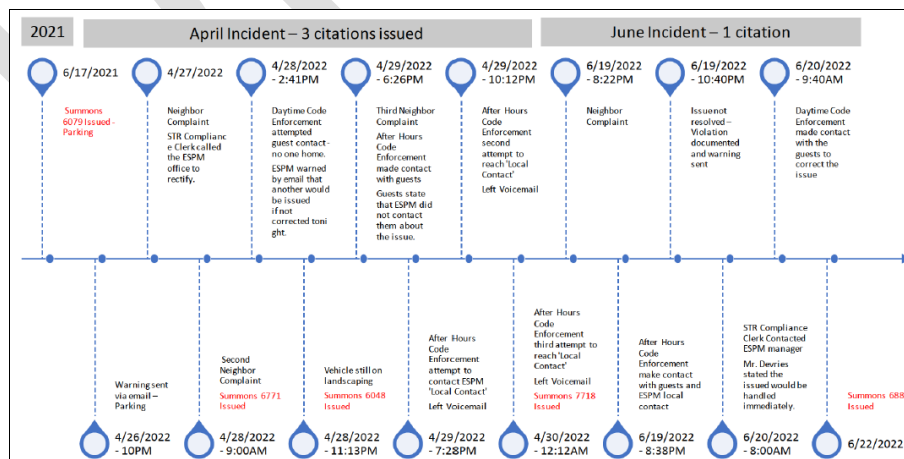 2021
April Incident – 3 citations issued
June Incident – 1 citation
6/17/2021
4/27/2022
4/28/2022
- 2:41PM
4/29/2022
- 6:26PM
4/29/2022
- 10:12PM
6/19/2022
- 8:22PM
6/19/2022
- 10:40PM
6/20/2022
- 9:40AM
Summons
6079 Issued -
Parking
Neighbor
Complaint
STR Complianc
e Clerk called
the ESPM
office to
rectify.
Daytime Code
Enforcement
attempted
guest contact-
no one home.
ESPM warned
by email that
another would
be issued
if not
corrected toni
ght.
Third Neighbor
Complaint
After Hours
Code
Enforcement
made contact
with guests
Guests state
that ESPM did
not contact
them about
the issue.
After Hours
Code
Enforcement
second
attempt to
reach 'Local
Contact'
Left Voicemail
Neighbor
Complaint
Issue not
resolved –
Violation
documented
and warning
sent
Daytime Code
Enforcement
made contact
with the
guests to
correct the
issue
Warning sent
via email –
Parking
Second
Neighbor
Complaint
Summons 6771
Issued
Vehicle still on
landscaping
Summons 6048
Issued
After Hours
Code
Enforcement
attempt to
contact ESPM
'Local Contact'
Left Voicemail
After Hours
Code
Enforcement
third attempt to
reach 'Local
Contact'
Left Voicemail
Summons 7718
Issued
After Hours
Code
Enforcement
make contact
with guests and
ESPM local
contact
STR Compliance
Clerk Contacted
ESPM manager
Mr. Devries
stated the
issued would be
handled
immediately.
Summons 688
Issued
4/26/2022
- 10PM
4/28/2022
- 9:00AM
4/28/2022
- 11:13PM
4/29/2022
- 7:28PM
4/30/2022
- 12:12AM
6/19/2022
- 8:38PM
6/20/2022
- 8:00AM
6/22/2022